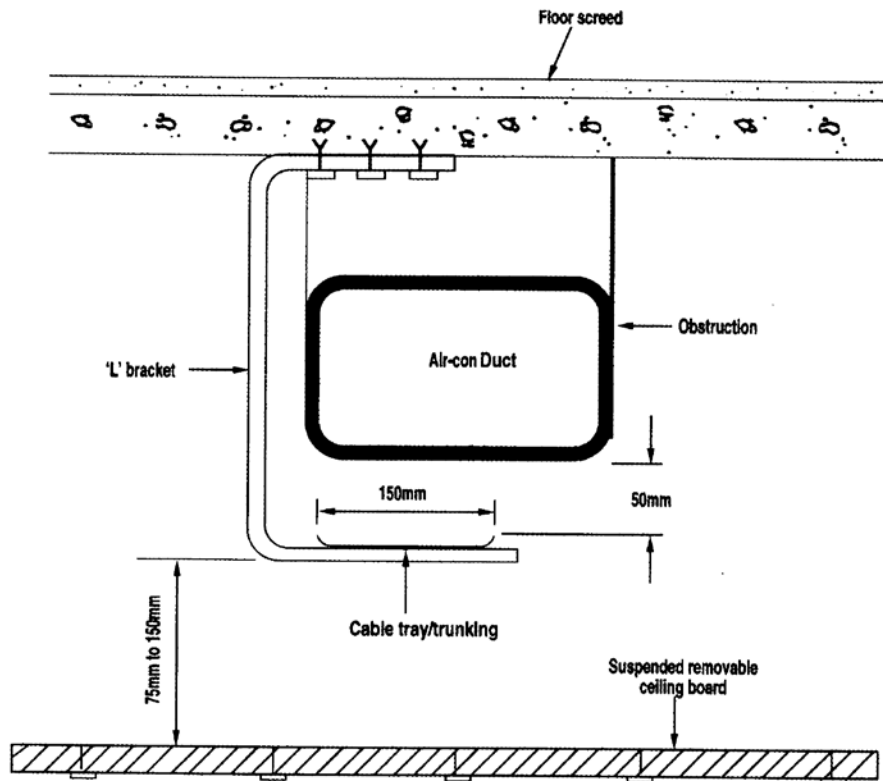 Floor screed
Obstruction
Air-con Duct
'L' bracket
150mm
50mm
Cable tray/trunking
75mm to 150mm
Suspended removable
ceiling board